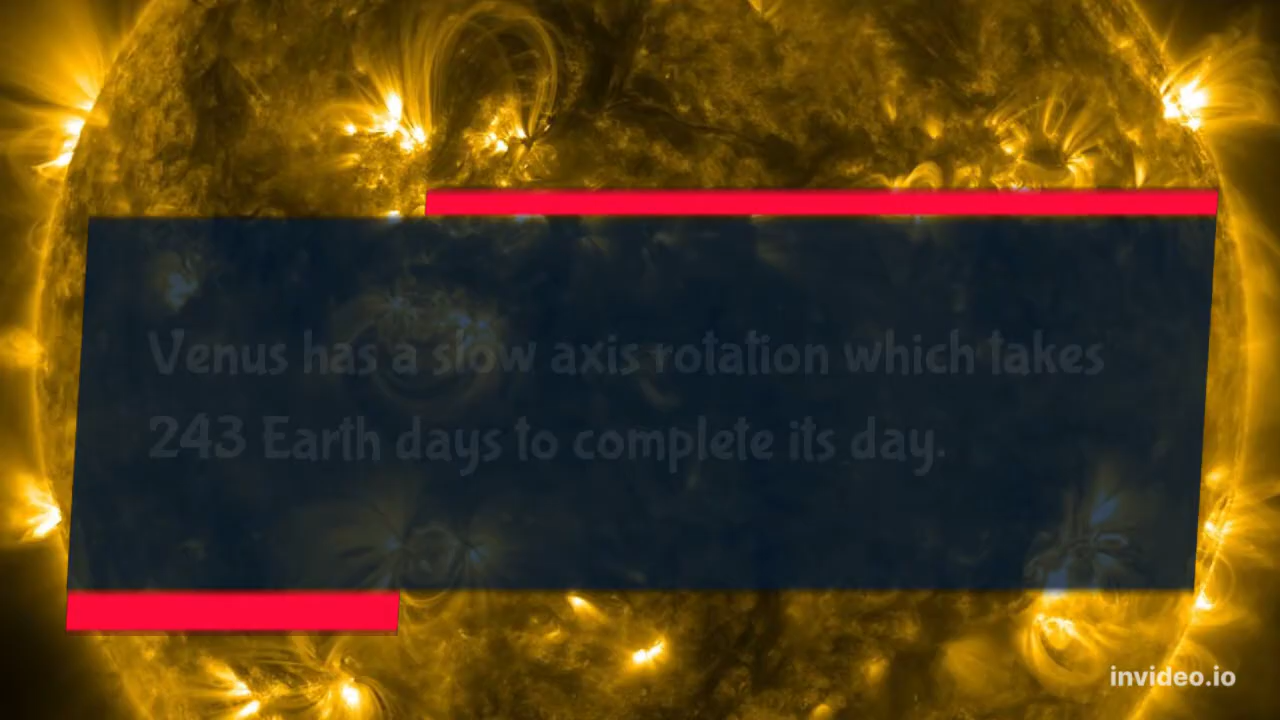 Venus has a slow axis rotation which takes
243 Earth days to complete its day.
invideo.io